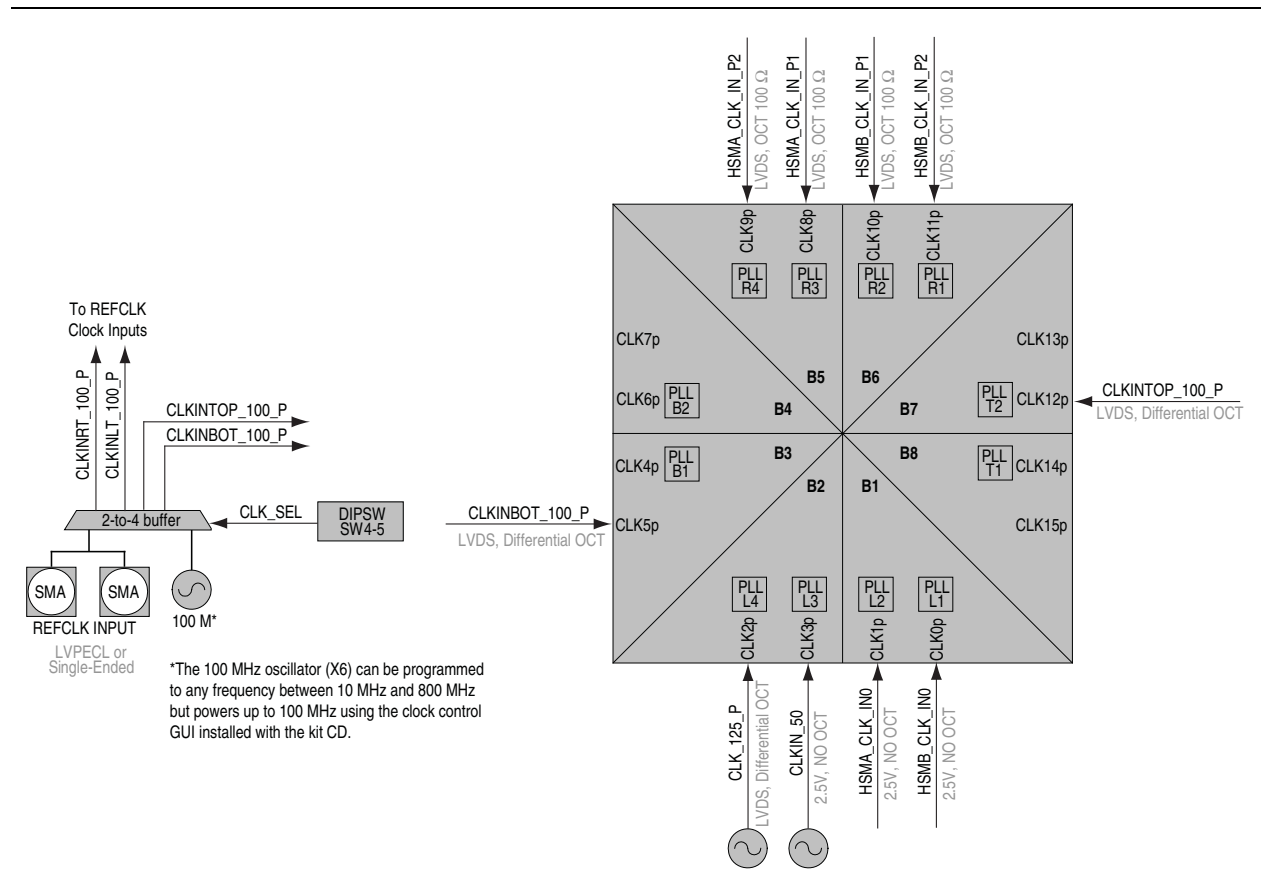 HSMA_CLK_IN_P2
LVDS, OCT 100 Ω
HSMA_CLK_IN_P1
LVDS, OCT 100 Ω
HSMB_CLK_IN_P1
LVDS, OCT 100 Ω
HSMB_CLK_IN_P2
LVDS, OCT 100 Ω
CLK9p
CLK8p
CLK10p
CLK11p
PLL
R4
PLL
R3
PLL
R2
PLL
R1
To REFCLK
Clock Inputs
CLKINRT_100_P
CLKINLT_100_P
CLKINTOP_100_P
CLKINBOT_100_P
2-to-4 buffer
CLK_SEL
DIPSW
SW4-5
SMA
SMA
REFCLK INPUT
LVPECL or
Single-Ended
100 M*
*The 100 MHz oscillator (X6) can be programmed
to any frequency between 10 MHz and 800 MHz
but powers up to 100 MHz using the clock control
GUI installed with the kit CD.
CLK7p
CLK13p
B5
B6
CLK6p
PLL
B2
B4
B7
PLL
T2
CLK12p
CLKINTOP_100_P
LVDS, Differential OCT
CLK4p
PLL
B1
B3
B8
PLL
T1
CLK14p
B2
B1
CLKINBOT_100_P
LVDS, Differential OCT
CLK5p
CLK15p
PLL
L4
PLL
L3
PLL
L2
PLL
L1
CLK2p
CLK3p
CLK1p
CLK0p
CLK_125_P
LVDS, Differential OCT
CLKIN_50
2.5V, NO OCT
HSMA_CLK_IN0
2.5V, NO OCT
HSMB_CLK_IN0
2.5V, NO OCT